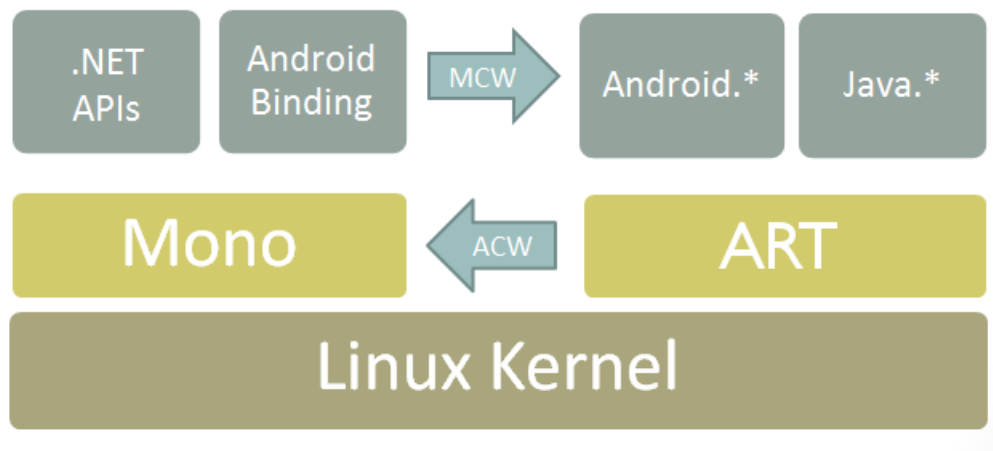 .NET
APIs
Android
Binding
MCW
Android.*
Java.*
Mono
ACW
ART
Linux Kernel